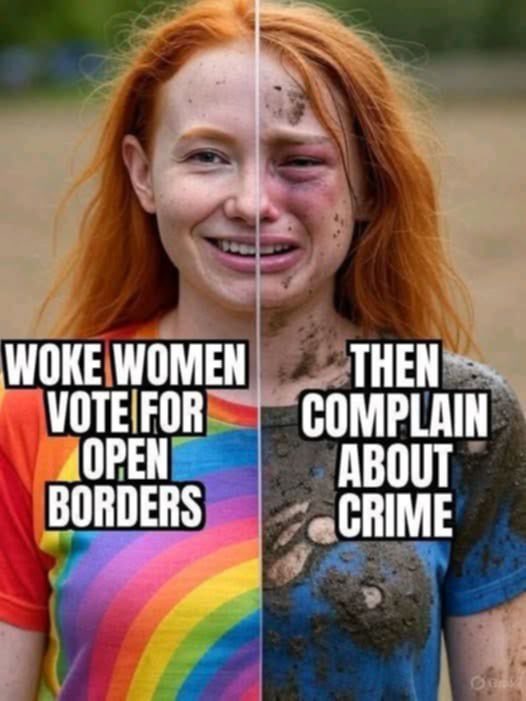 WOKE WOMEN
VOTE FOR
OPEN
BORDERS
THEN
COMPLAIN
ABOUT
CRIME